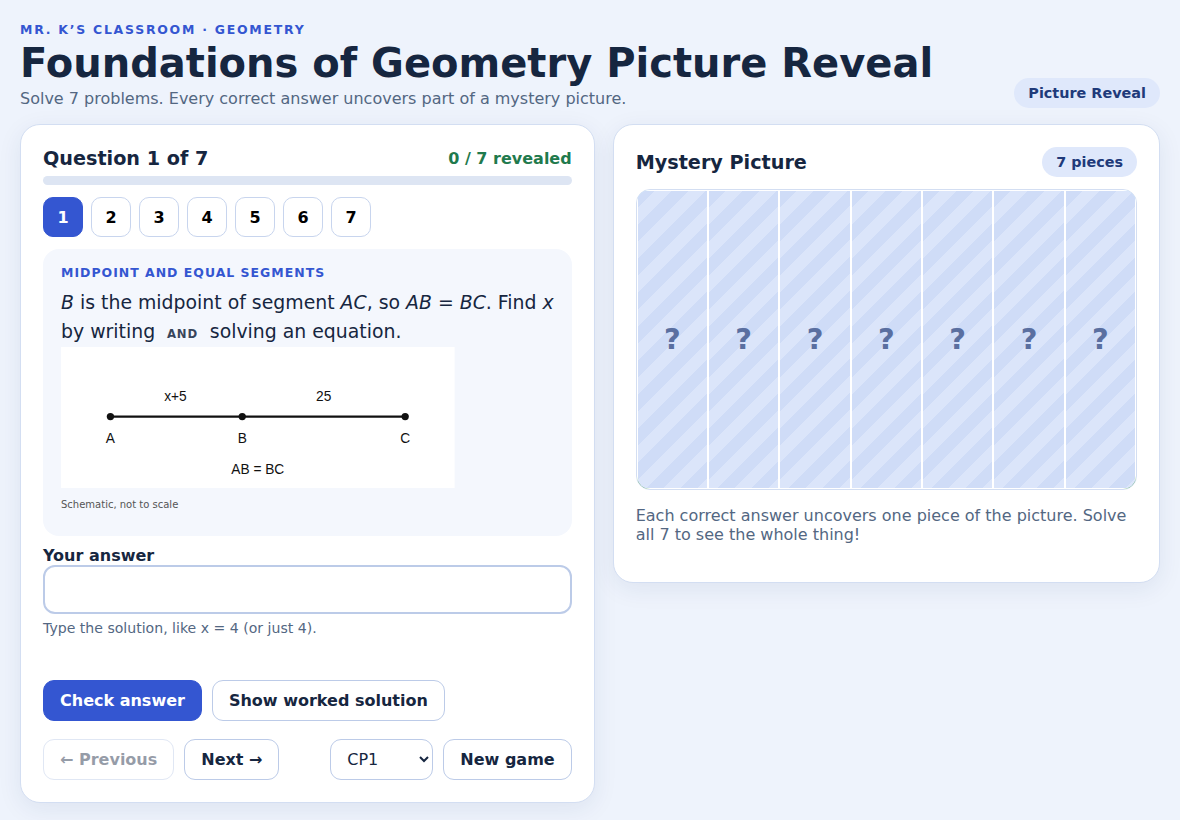 MR. K’S CLASSROOM · GEOMETRY
Foundations of Geometry Picture Reveal
Solve 7 problems. Every correct answer uncovers part of a mystery picture.
Picture Reveal
Question 1 of 7
0 / 7 revealed
1 2 3 4 5 6 7
MIDPOINT AND EQUAL SEGMENTS
B is the midpoint of segment AC, so AB = BC. Find x
by writing AND solving an equation.
x+5 25
A B C
AB = BC
Schematic, not to scale
Your answer
Type the solution, like x = 4 (or just 4).
Check answer Show worked solution
← Previous Next → CP1 New game
Mystery Picture
7 pieces
? ? ? ? ? ? ?
Each correct answer uncovers one piece of the picture. Solve
all 7 to see the whole thing!